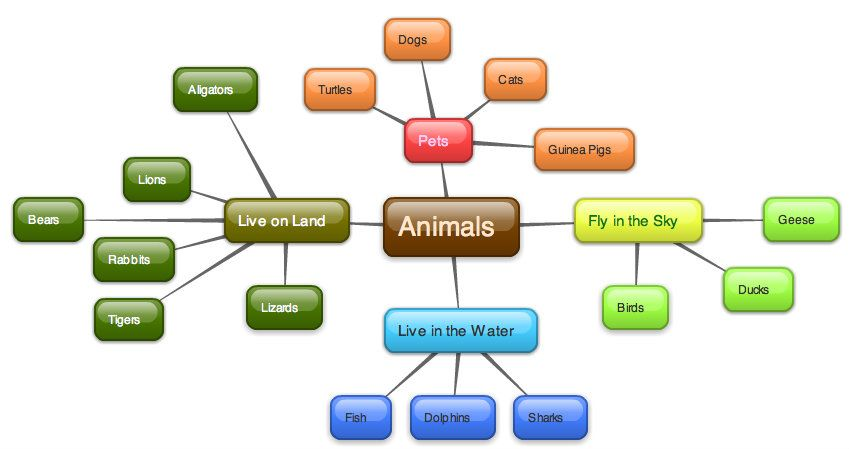 Dogs
Cats
Turtles
Aligators
Pets
Guinea Pigs
Lions
Bears
Live on Land
Animals
Fly in the Sky
Geese
Rabbits
Tigers
Lizards
Birds
Ducks
Live in the Water
Fish
Dolphins
Sharks